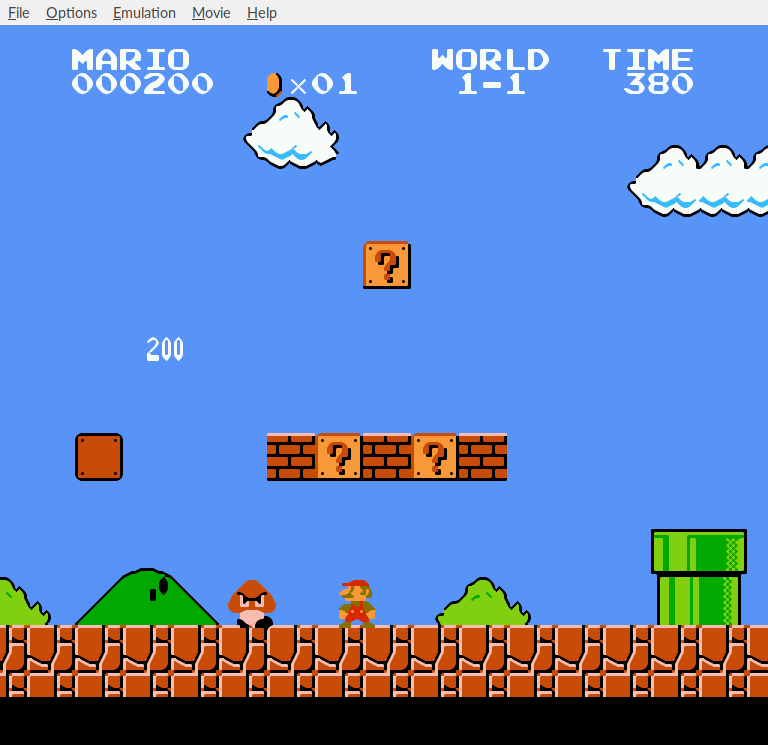 File Options Emulation Movie Help
MARIO WORLD TIME
000200 ×01 1-1 380
?
200
? ?